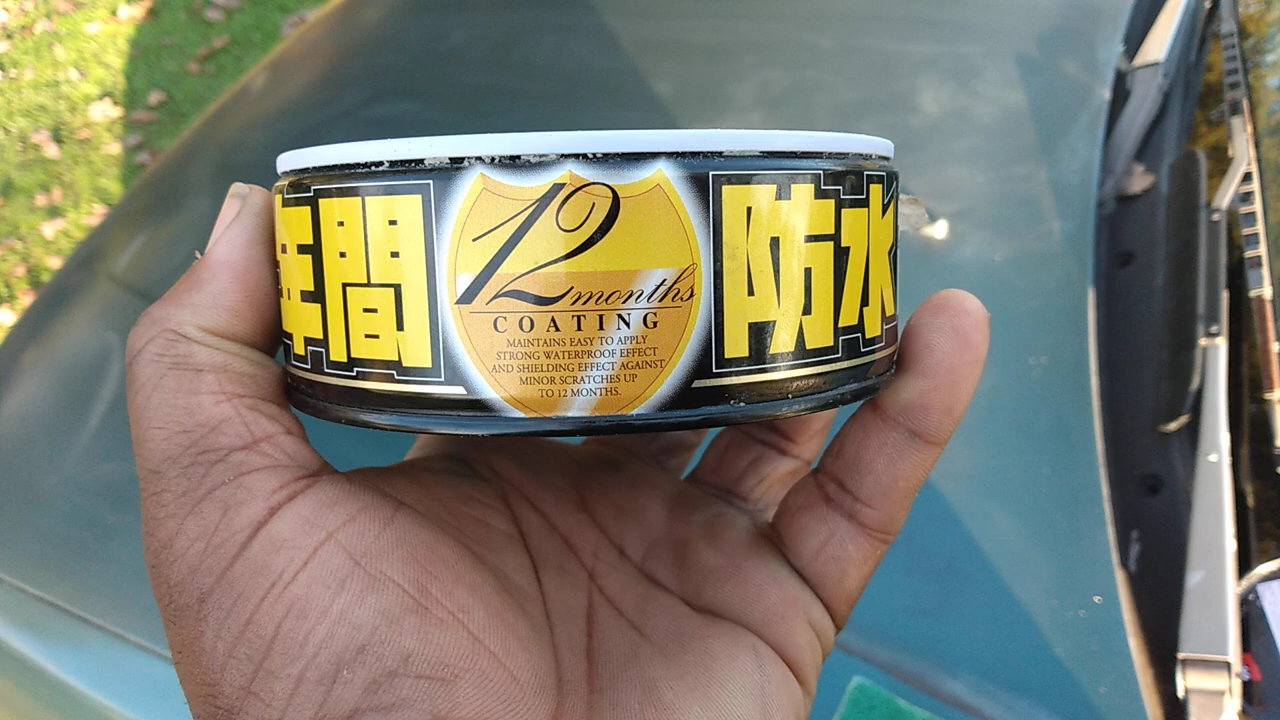 年間
12
months
COATING
MAINTAINS EASY TO APPLY
STRONG WATERPROOF EFFECT
AND SHIELDING EFFECT AGAINST
MINOR SCRATCHES UP
TO 12 MONTHS.
防水